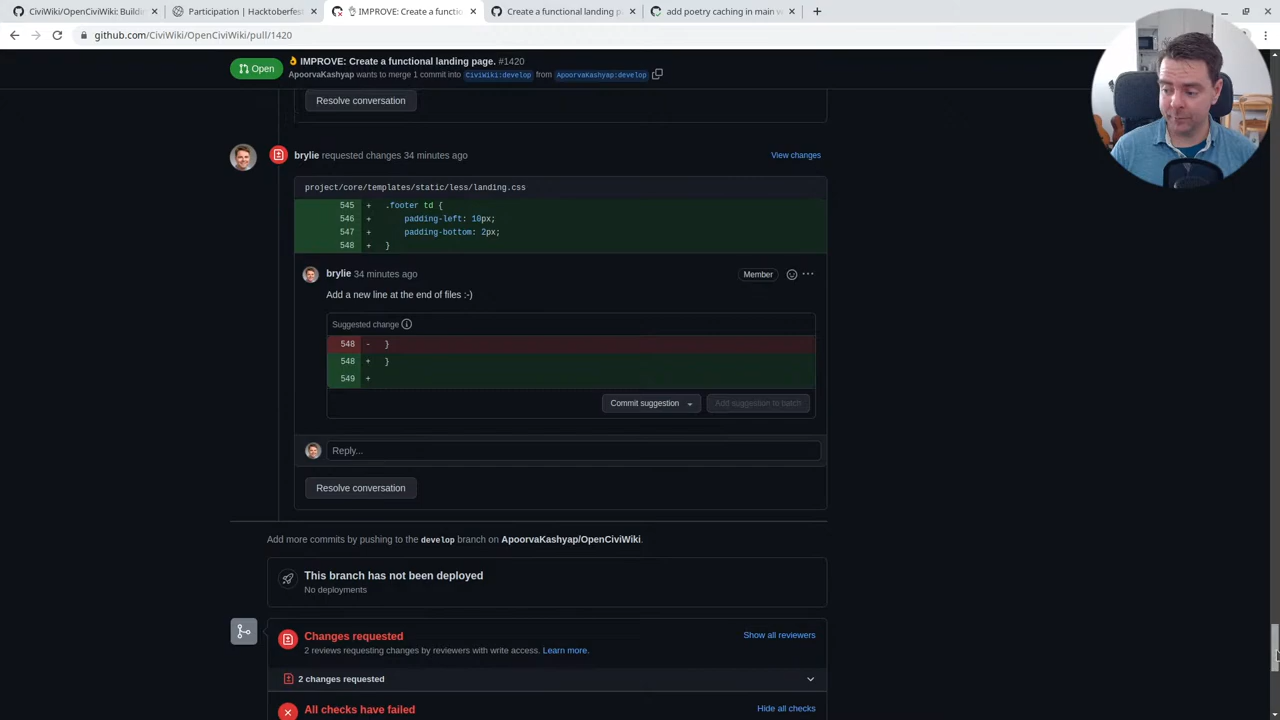 CiviWiki/OpenCiviWiki: Buildin
Participation | Hacktoberfes
👌 IMPROVE: Create a functio
Create a functional landing p
add poetry caching in main w
github.com/CiviWiki/OpenCiviWiki/pull/1420
Open
👌 IMPROVE: Create a functional landing page. #1420
ApoorvaKashyap wants to merge 1 commit into CiviWiki:develop from ApoorvaKashyap:develop
Resolve conversation
brylie requested changes 34 minutes ago
View changes
project/core/templates/static/less/landing.css
545 + .footer td {
546 + padding-left: 10px;
547 + padding-bottom: 2px;
548 + }
brylie 34 minutes ago
Member
Add a new line at the end of files :-)
Suggested change
548 - }
548 + }
549 +
Commit suggestion
Add suggestion to batch
Reply...
Resolve conversation
Add more commits by pushing to the develop branch on ApoorvaKashyap/OpenCiviWiki.
This branch has not been deployed
No deployments
Changes requested
Show all reviewers
2 reviews requesting changes by reviewers with write access. Learn more.
2 changes requested
All checks have failed
Hide all checks